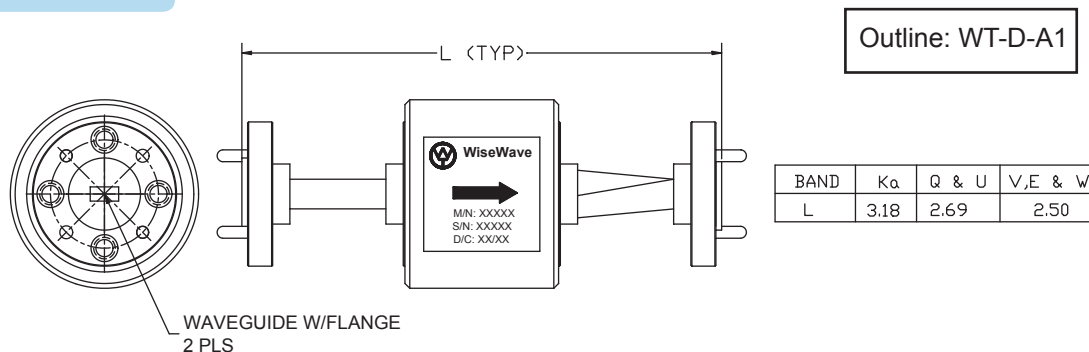 Outline: WT-D-A1
L (TYP)
WiseWave
M/N: XXXXX
S/N: XXXXX
D/C: XX/XX
BAND Ka Q & U V,E & W
L 3.18 2.69 2.50
WAVEGUIDE W/FLANGE
2 PLS